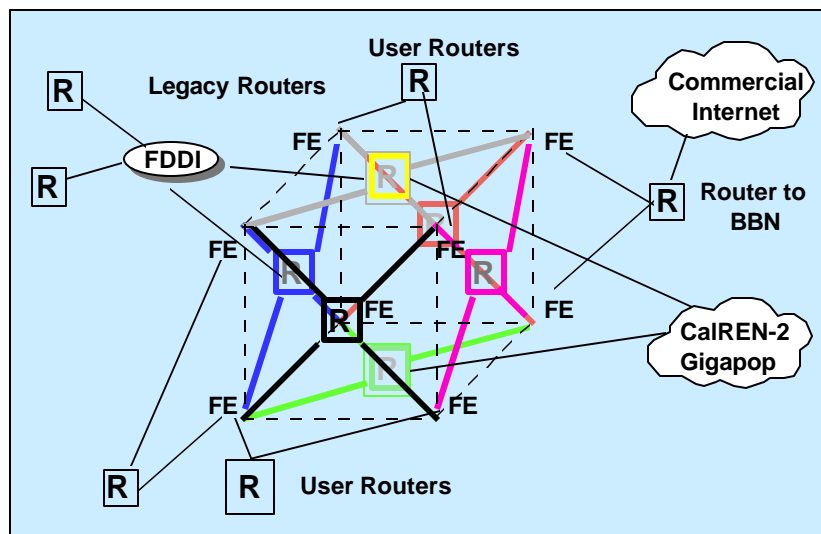 User Routers
R
Legacy Routers
R
Commercial
Internet
FE
FE
FDDI
R
R
R
Router to
BBN
R
FE
FE
R
R
FE
FE
R
CalREN-2
Gigapop
R
FE
FE
R
R
User Routers